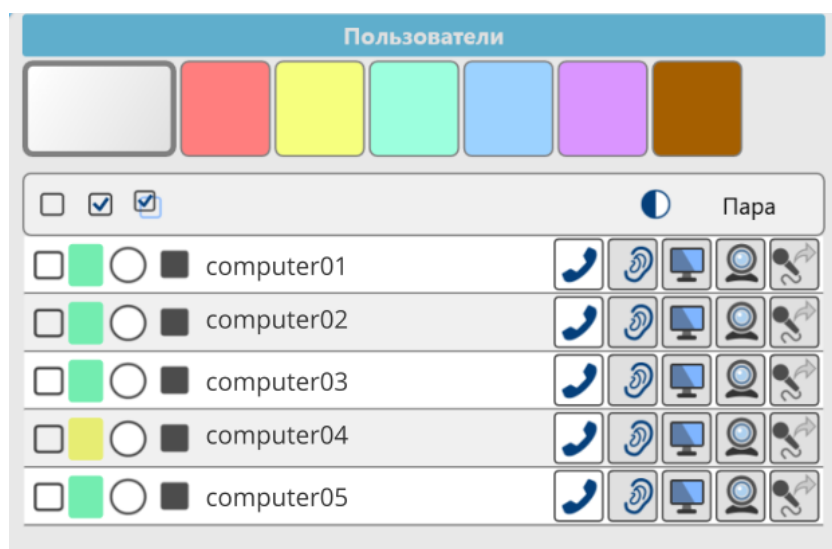 Пользователи
Пара
computer01
computer02
computer03
computer04
computer05